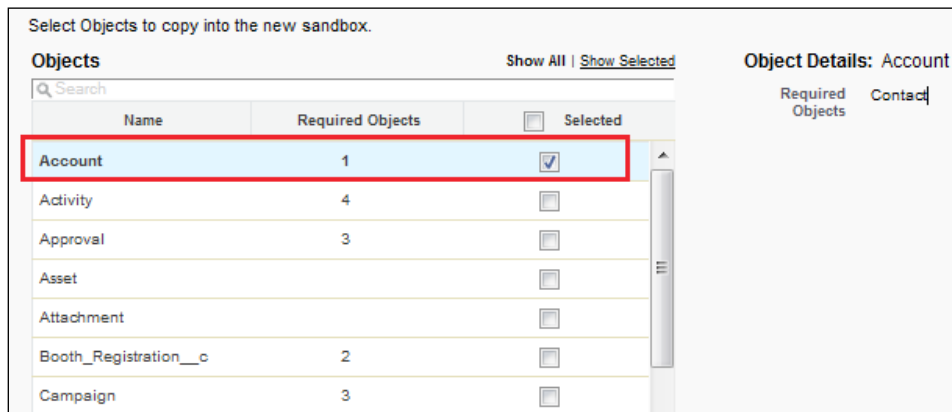 Select Objects to copy into the new sandbox.
Objects Show All | Show Selected
Search
Name Required Objects Selected
Account 1
Activity 4
Approval 3
Asset
Attachment
Booth_Registration__c 2
Campaign 3
Object Details: Account
Required Contact
Objects